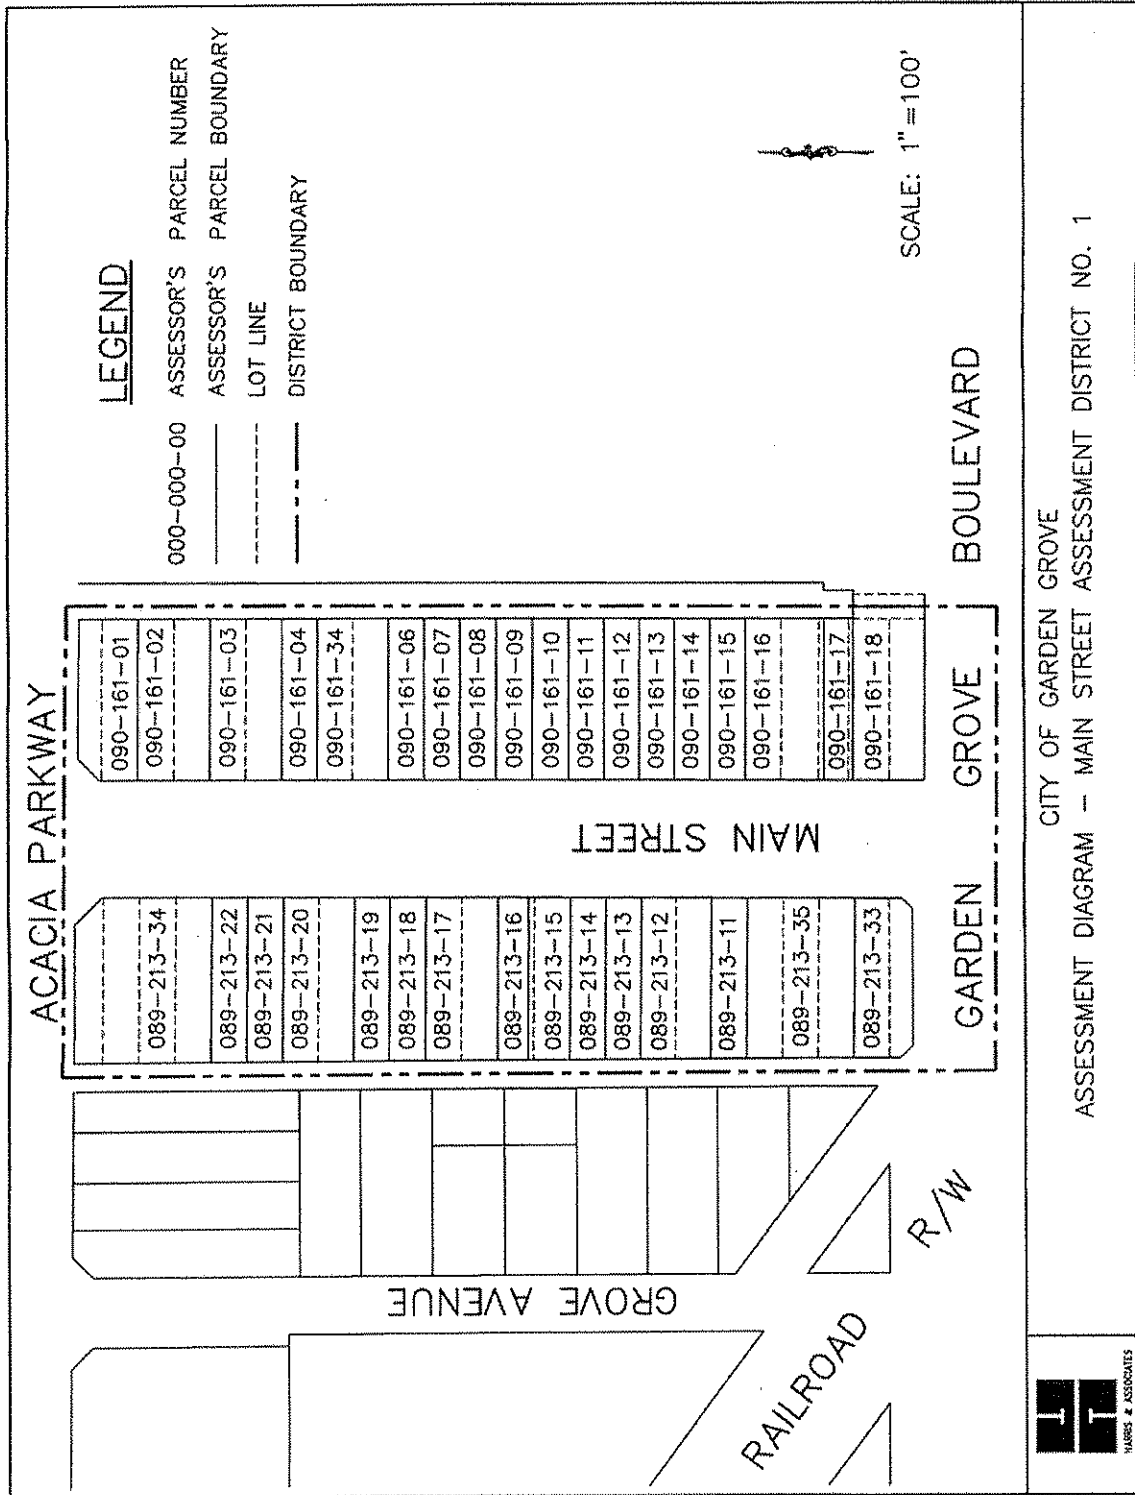 LEGEND
000-000-00 ASSESSOR'S PARCEL NUMBER
ASSESSOR'S PARCEL BOUNDARY
LOT LINE
DISTRICT BOUNDARY
ACACIA PARKWAY
089-213-34
089-213-22
089-213-21
089-213-20
089-213-19
089-213-18
089-213-17
089-213-16
089-213-15
089-213-14
089-213-13
089-213-12
089-213-11
089-213-35
089-213-33
MAIN STREET
090-161-01
090-161-02
090-161-03
090-161-04
090-161-34
090-161-06
090-161-07
090-161-08
090-161-09
090-161-10
090-161-11
090-161-12
090-161-13
090-161-14
090-161-15
090-161-16
090-161-17
090-161-18
GROVE AVENUE
RAILROAD R/W
GARDEN GROVE BOULEVARD
SCALE: 1"=100'
HARRIS & ASSOCIATES
CITY OF GARDEN GROVE
ASSESSMENT DIAGRAM - MAIN STREET ASSESSMENT DISTRICT NO. 1